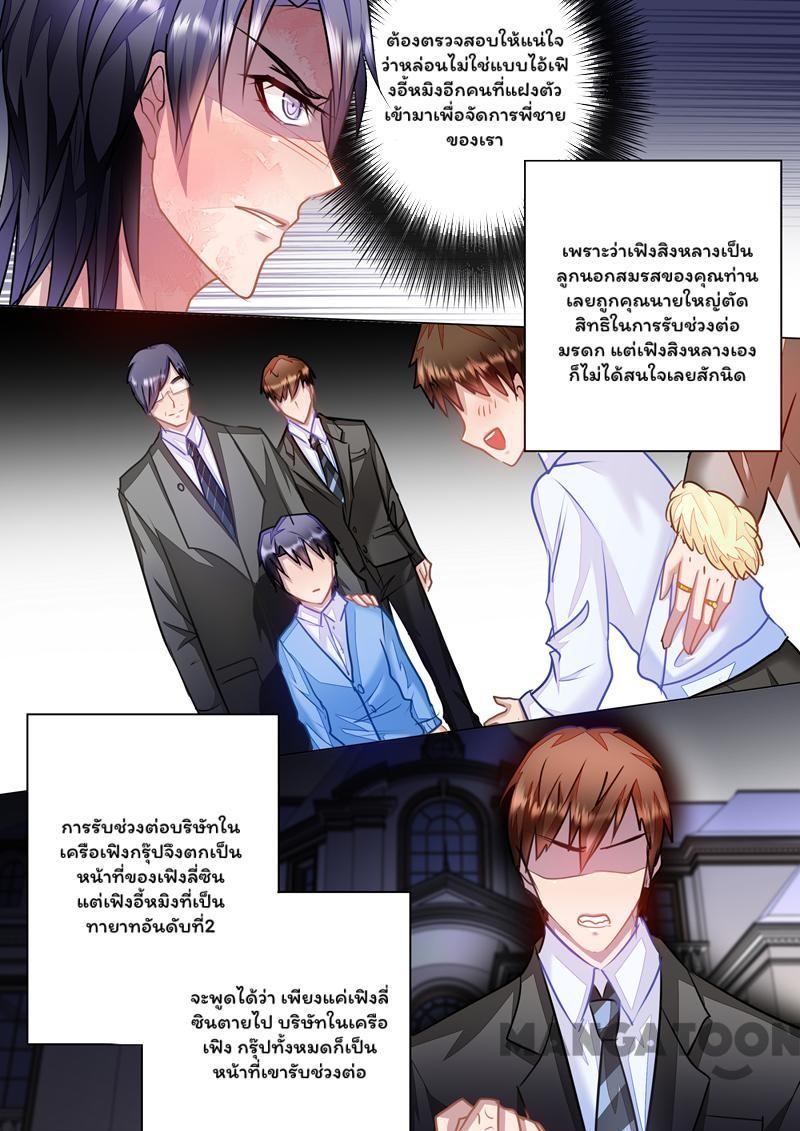 ต้องตรวจสอบให้แน่ใจ
ว่าหล่อนไม่ใช่แบบไอ้เฟิง
อี้หมิงอีกคนที่แฝงตัว
เข้ามาเพื่อจัดการพี่ชาย
ของเรา
เพราะว่าเฟิงสิงหลางเป็น
ลูกนอกสมรสของคุณท่าน
เลยถูกคุณนายใหญ่ตัด
สิทธิในการรับช่วงต่อ
มรดก แต่เฟิงสิงหลางเอง
ก็ไม่ได้สนใจเลยสักนิด
การรับช่วงต่อบริษัทใน
เครือเฟิงกรุ๊ปจึงตกเป็น
หน้าที่ของเฟิงลี่ซิน
แต่เฟิงอี้หมิงที่เป็น
ทายาทอันดับที่2
จะพูดได้ว่า เพียงแค่เฟิงลี่
ซินตายไป บริษัทในเครือ
เฟิง กรุ๊ปทั้งหมดก็เป็น
หน้าที่เขารับช่วงต่อ
MANGATOON